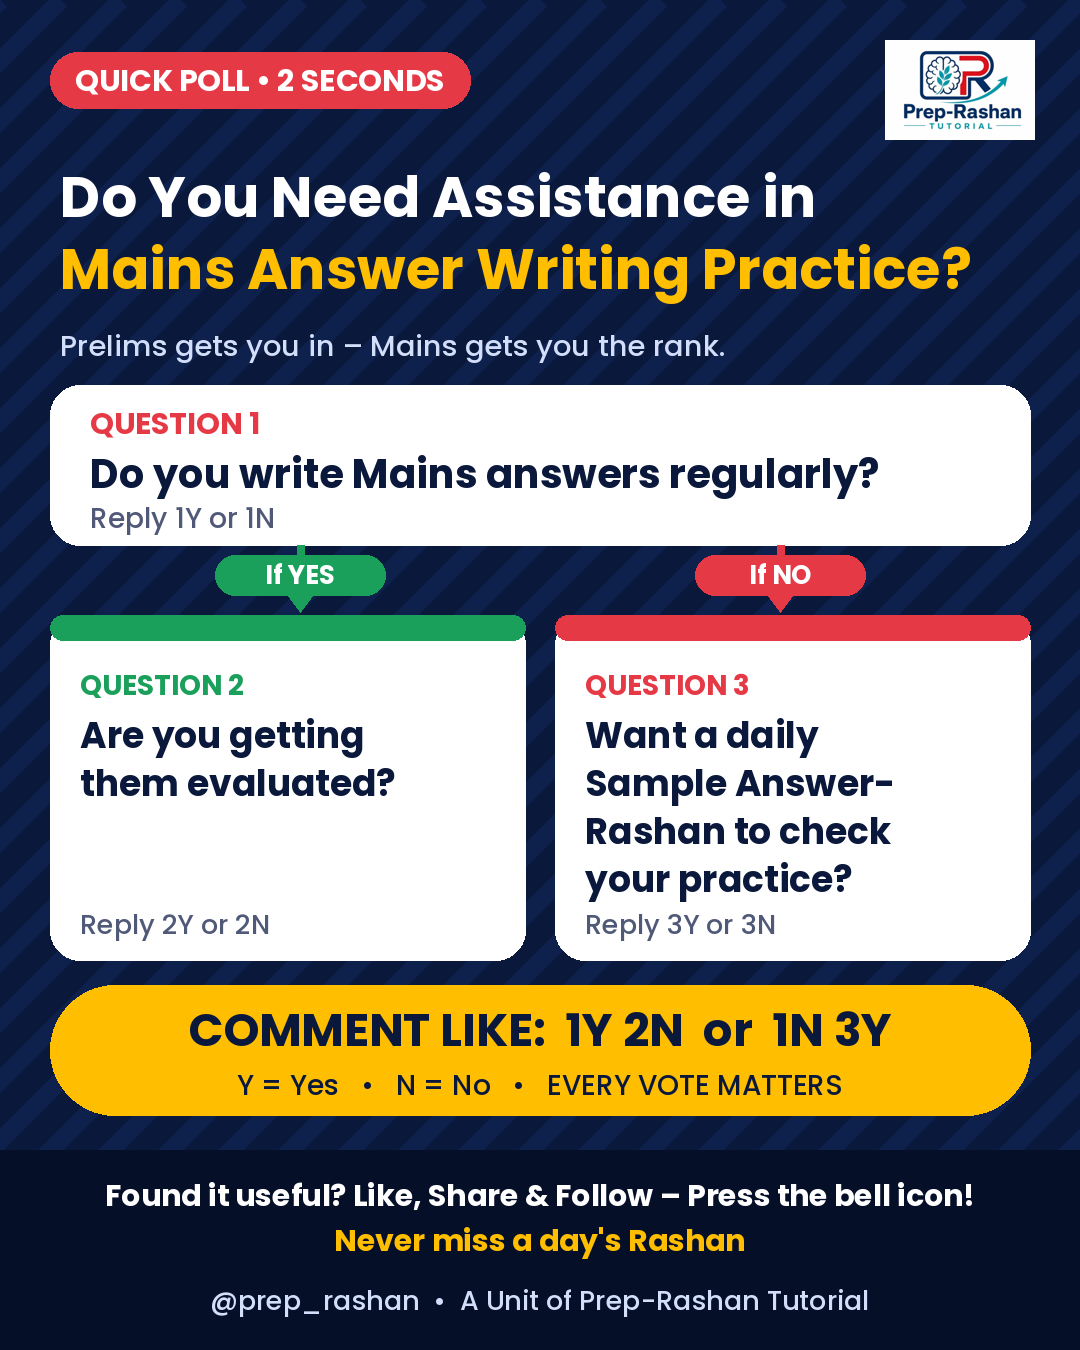 QUICK POLL • 2 SECONDS
Prep-Rashan
TUTORIAL
Do You Need Assistance in
Mains Answer Writing Practice?
Prelims gets you in – Mains gets you the rank.
QUESTION 1
Do you write Mains answers regularly?
Reply 1Y or 1N
If YES
If NO
QUESTION 2
Are you getting
them evaluated?
Reply 2Y or 2N
QUESTION 3
Want a daily
Sample Answer-
Rashan to check
your practice?
Reply 3Y or 3N
COMMENT LIKE: 1Y 2N or 1N 3Y
Y = Yes • N = No • EVERY VOTE MATTERS
Found it useful? Like, Share & Follow – Press the bell icon!
Never miss a day's Rashan
@prep_rashan • A Unit of Prep-Rashan Tutorial